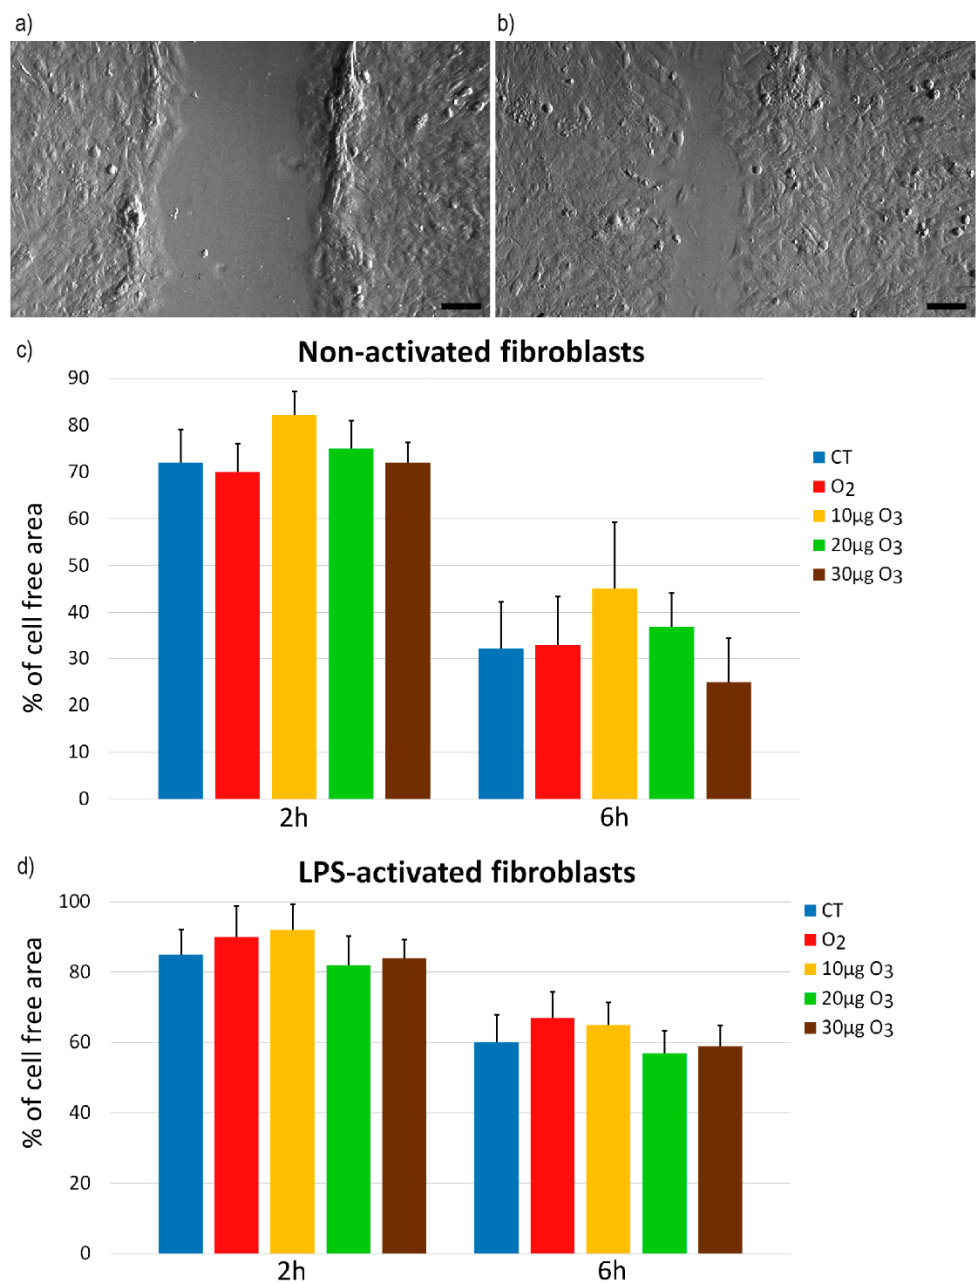 a)
b)
c)
Non-activated fibroblasts
% of cell free area
90
80
70
60
50
40
30
20
10
0
2h
6h
CT
O2
10µg O3
20µg O3
30µg O3
d)
LPS-activated fibroblasts
% of cell free area
100
80
60
40
20
0
2h
6h
CT
O2
10µg O3
20µg O3
30µg O3